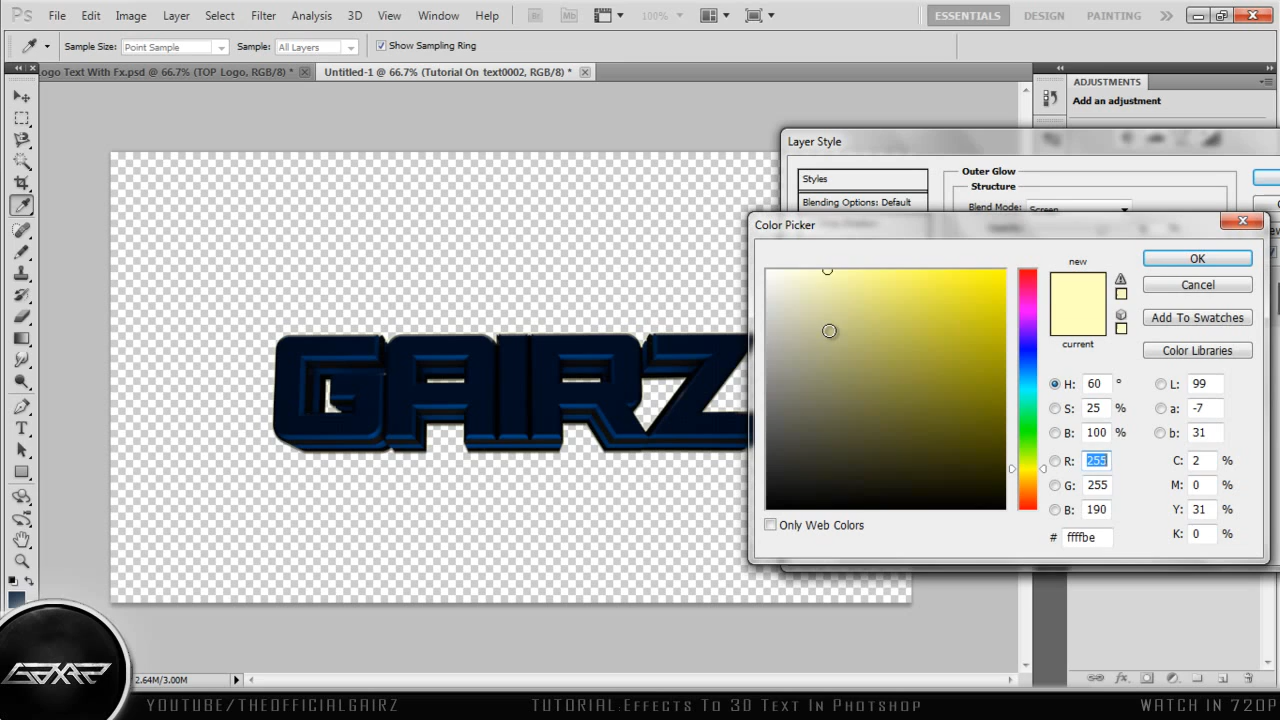 Ps File Edit Image Layer Select Filter Analysis 3D View Window Help Br Mb 100% ESSENTIALS DESIGN PAINTING
Sample Size: Point Sample Sample: All Layers Show Sampling Ring
ogo Text With Fx.psd @ 66.7% (TOP Logo, RGB/8) * Untitled-1 @ 66.7% (Tutorial On text0002, RGB/8) *
ADJUSTMENTS
Add an adjustment
Layer Style
Styles
Blending Options: Default
Outer Glow
Structure
Blend Mode: Screen
Color Picker
new
current
OK
Cancel
Add To Swatches
Color Libraries
H: 60 ° L: 99
S: 25 % a: -7
B: 100 % b: 31
R: 255 C: 2 %
G: 255 M: 0 %
B: 190 Y: 31 %
# ffffbe K: 0 %
Only Web Colors
GAIRZ
T
2.64M/3.00M
fx
YOUTUBE/THEOFFICIALGAIRZ TUTORIAL:Effects To 3D Text In Photshop WATCH IN 720P